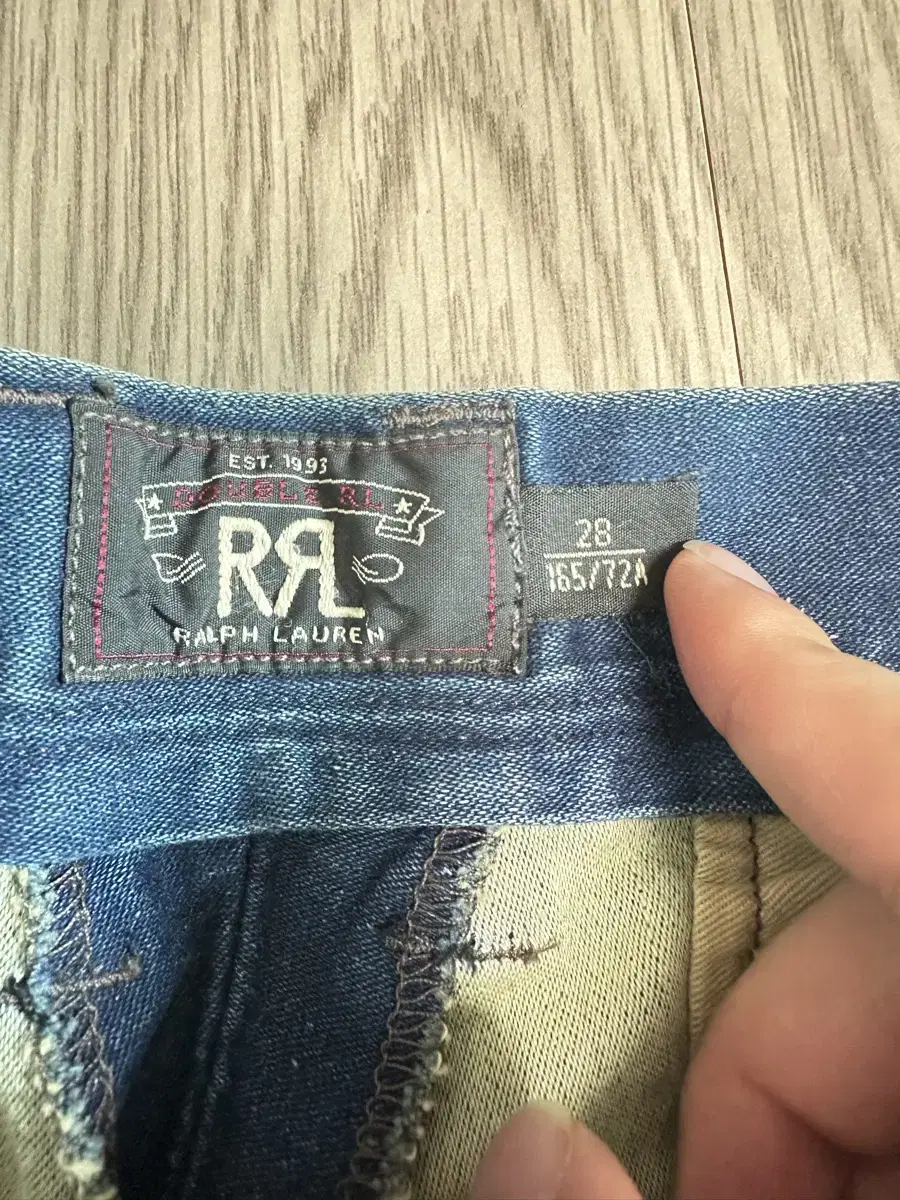 EST. 1993
DOUBLE RL
RRL
RALPH LAUREN
28
165/72A